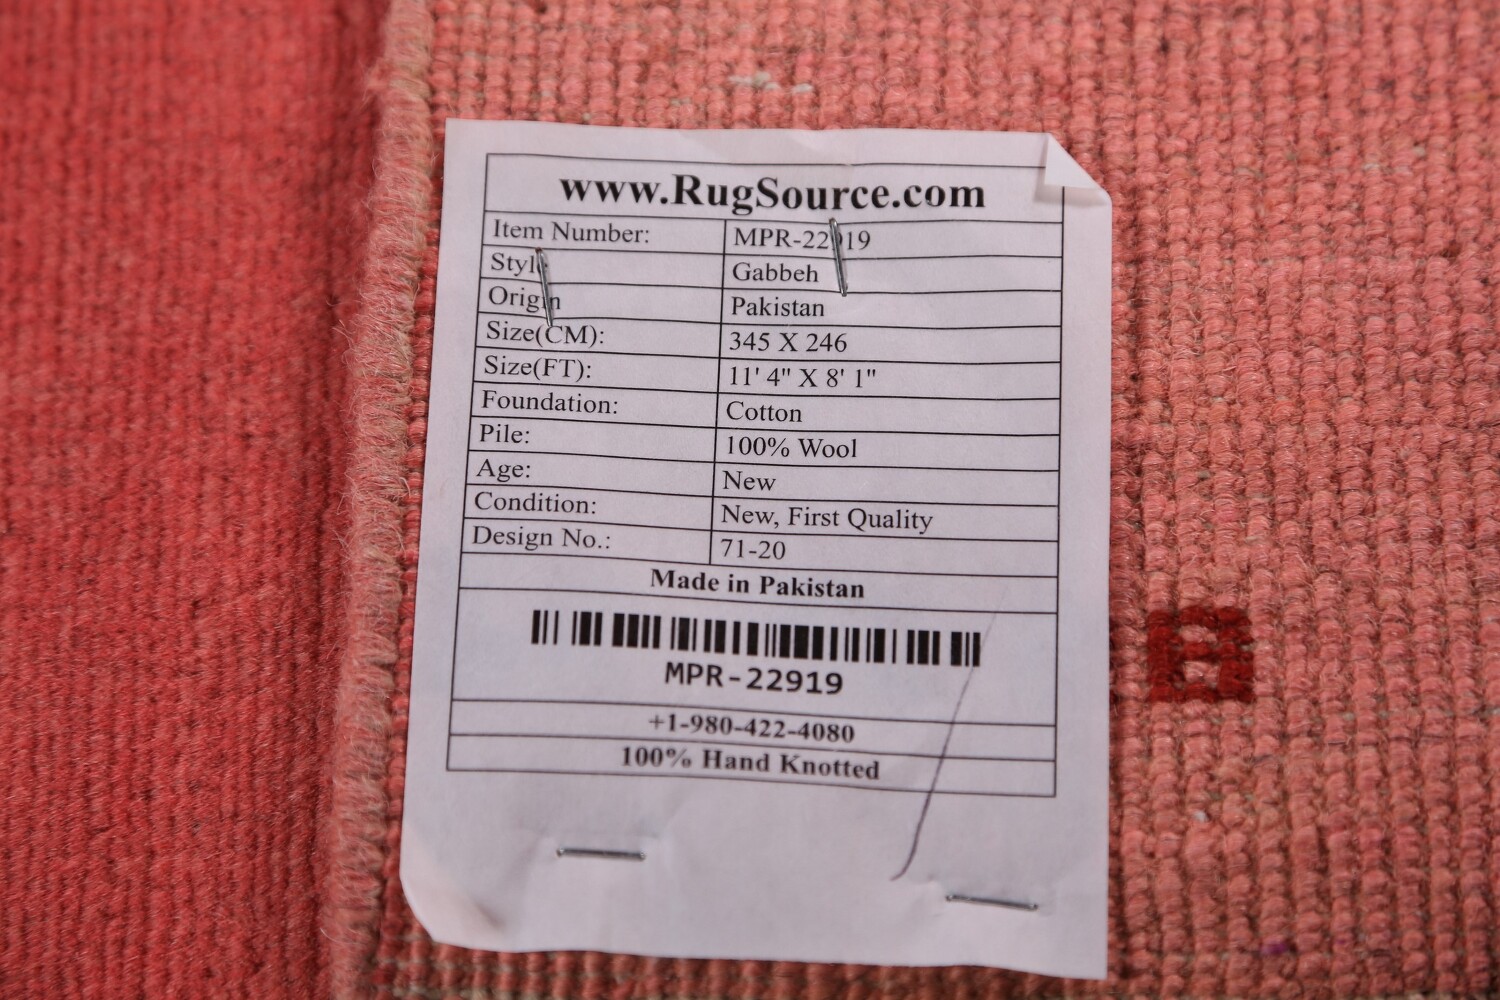 www.RugSource.com
Item Number: MPR-22919
Style Gabbeh
Origin Pakistan
Size(CM): 345 X 246
Size(FT): 11' 4" X 8' 1"
Foundation: Cotton
Pile: 100% Wool
Age: New
Condition: New, First Quality
Design No.: 71-20
Made in Pakistan
MPR-22919
+1-980-422-4080
100% Hand Knotted